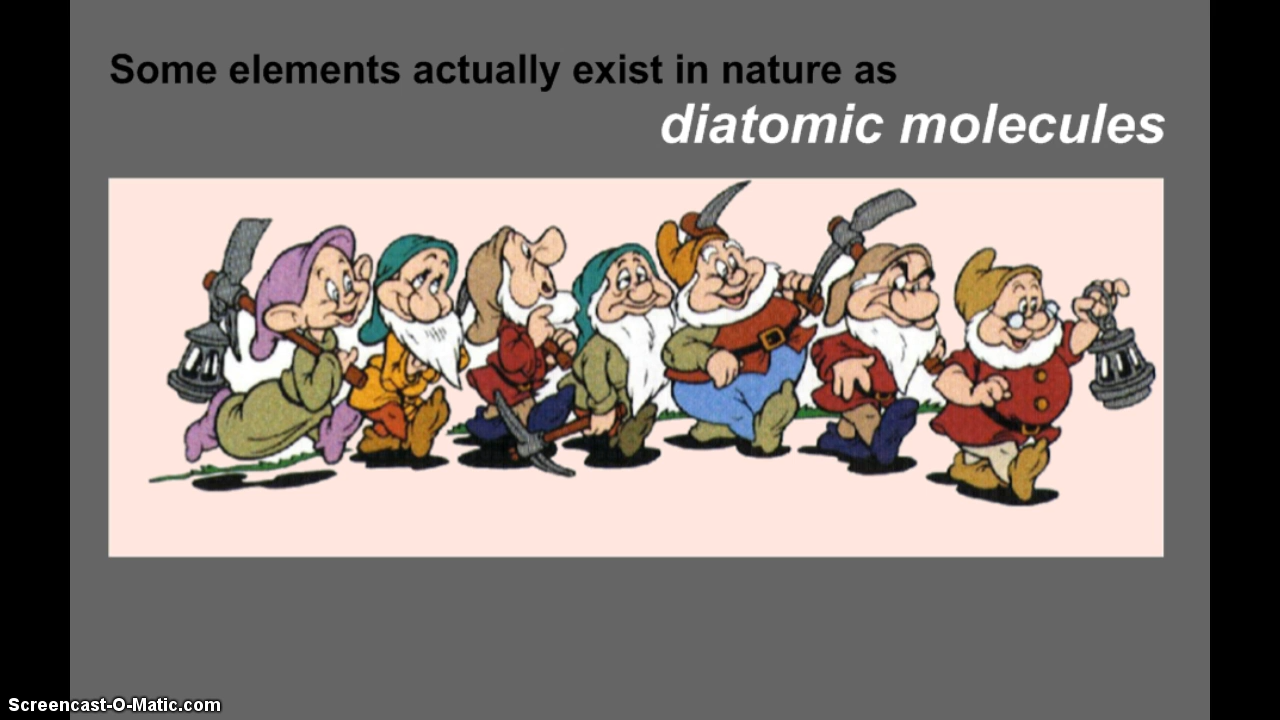 Some elements actually exist in nature as
diatomic molecules
Screencast-O-Matic.com